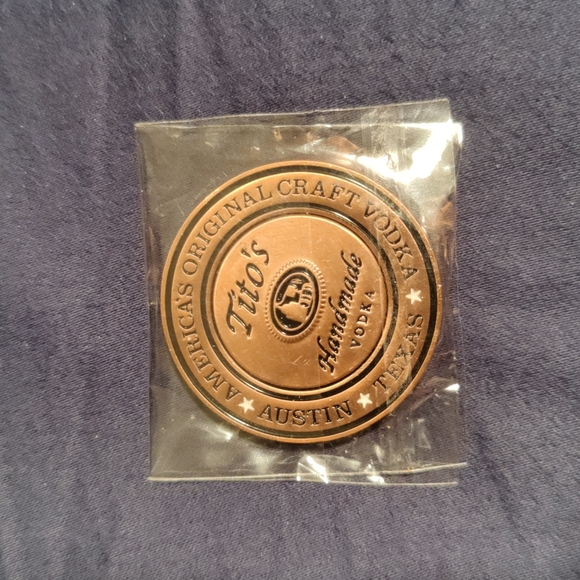 AMERICA'S ORIGINAL CRAFT VODKA
Tito's
Handmade
VODKA
AUSTIN ★ TEXAS